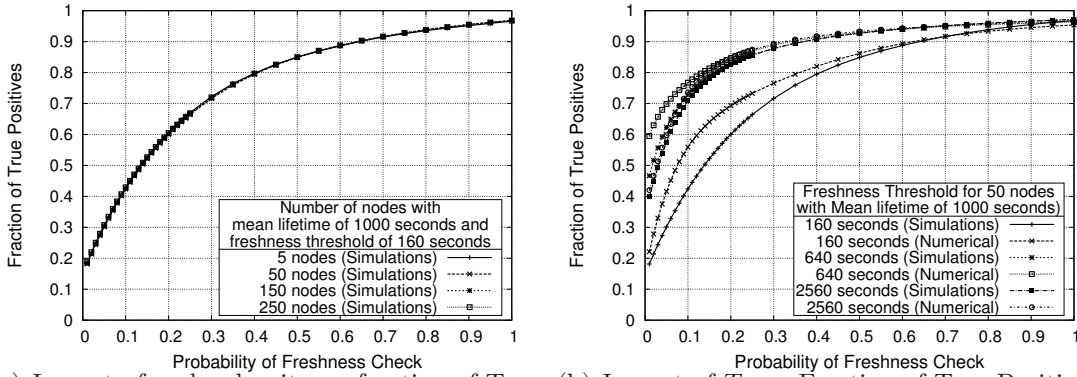 1
0.9
0.8
0.7
0.6
0.5
0.4
0.3
0.2
0.1
0
Fraction of True Positives
Number of nodes with
mean lifetime of 1000 seconds and
freshness threshold of 160 seconds
5 nodes (Simulations)
50 nodes (Simulations)
150 nodes (Simulations)
250 nodes (Simulations)
0 0.1 0.2 0.3 0.4 0.5 0.6 0.7 0.8 0.9 1
Probability of Freshness Check
1
0.9
0.8
0.7
0.6
0.5
0.4
0.3
0.2
0.1
0
Fraction of True Positives
Freshness Threshold for 50 nodes
with Mean lifetime of 1000 seconds)
160 seconds (Simulations)
160 seconds (Numerical)
640 seconds (Simulations)
640 seconds (Numerical)
2560 seconds (Simulations)
2560 seconds (Numerical)
0 0.1 0.2 0.3 0.4 0.5 0.6 0.7 0.8 0.9 1
Probability of Freshness Check